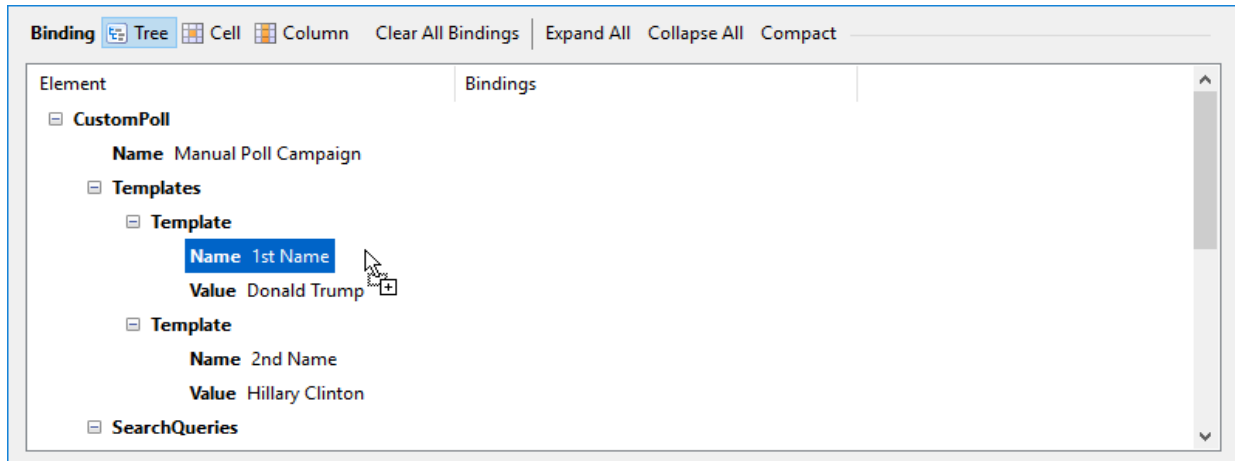 Binding Tree Cell Column Clear All Bindings Expand All Collapse All Compact
Element Bindings
CustomPoll
Name Manual Poll Campaign
Templates
Template
Name 1st Name
Value Donald Trump
Template
Name 2nd Name
Value Hillary Clinton
SearchQueries